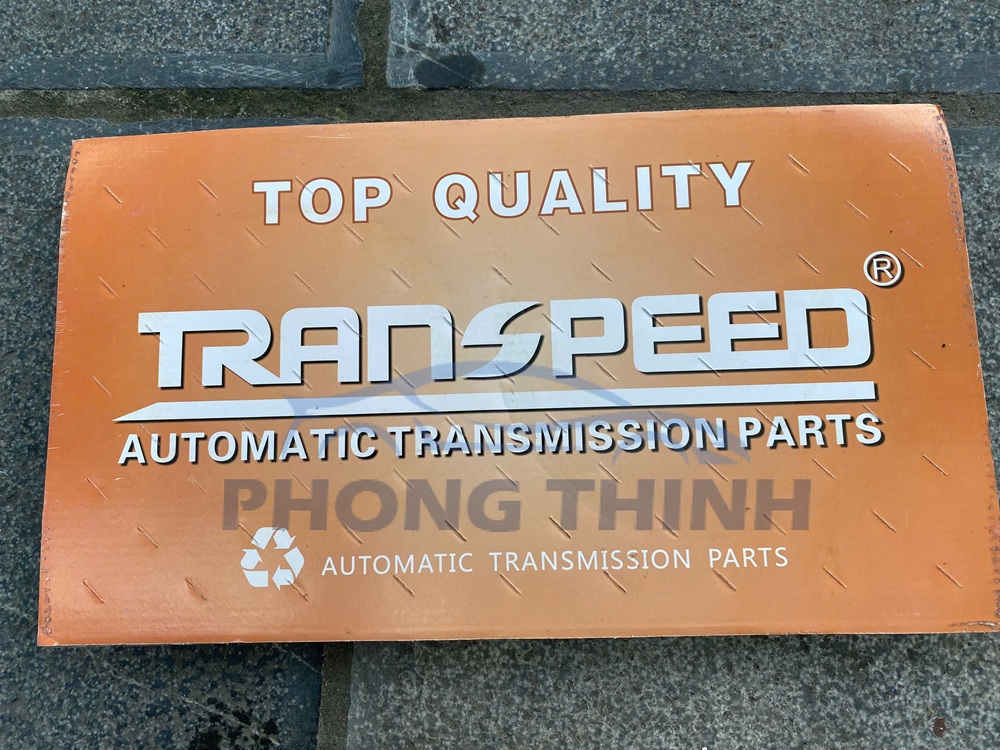 TOP QUALITY
TRANSPEED®
AUTOMATIC TRANSMISSION PARTS
PHONG THINH
AUTOMATIC TRANSMISSION PARTS